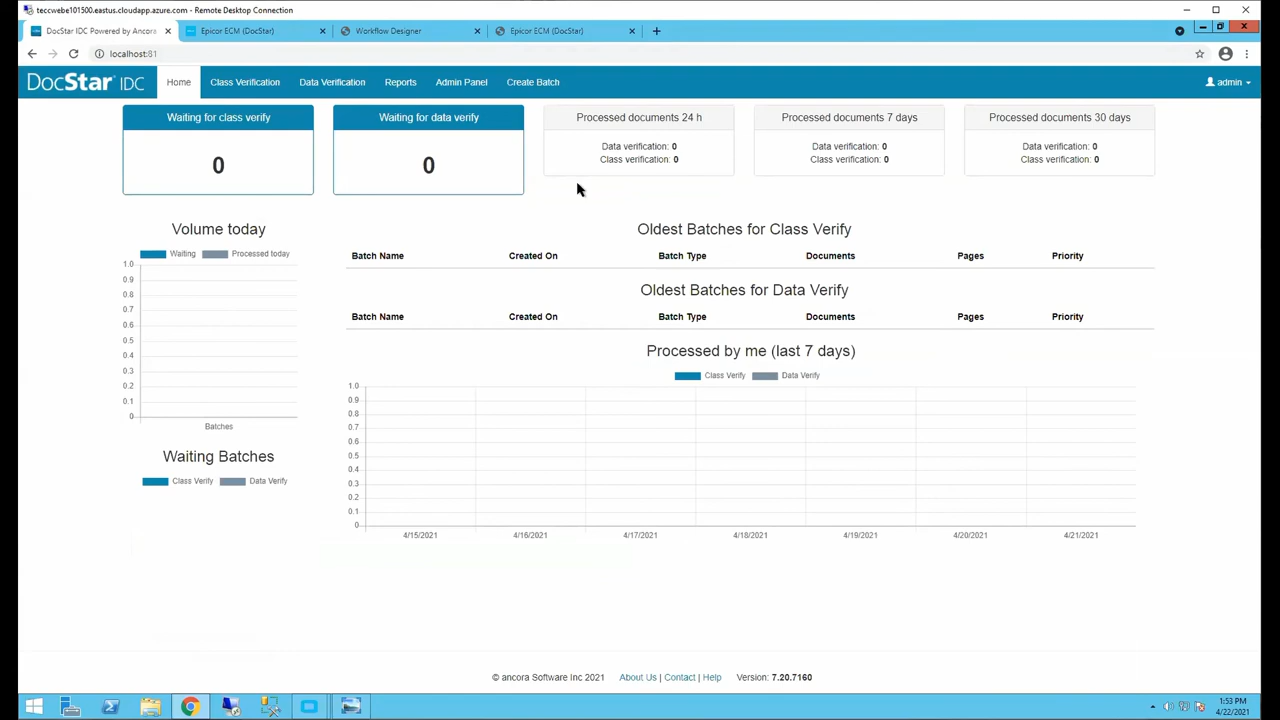 teccwebe101500.eastus.cloudapp.azure.com - Remote Desktop Connection
DocStar IDC Powered by Ancora
Epicor ECM (DocStar)
Workflow Designer
Epicor ECM (DocStar)
localhost:81
DocStar IDC
Home
Class Verification
Data Verification
Reports
Admin Panel
Create Batch
admin
Waiting for class verify
0
Waiting for data verify
0
Processed documents 24 h
Data verification: 0
Class verification: 0
Processed documents 7 days
Data verification: 0
Class verification: 0
Processed documents 30 days
Data verification: 0
Class verification: 0
Volume today
Waiting Processed today
1.0
0.9
0.8
0.7
0.6
0.5
0.4
0.3
0.2
0.1
0
Batches
Waiting Batches
Class Verify Data Verify
Oldest Batches for Class Verify
Batch Name Created On Batch Type Documents Pages Priority
Oldest Batches for Data Verify
Batch Name Created On Batch Type Documents Pages Priority
Processed by me (last 7 days)
Class Verify Data Verify
1.0
0.9
0.8
0.7
0.6
0.5
0.4
0.3
0.2
0.1
0
4/15/2021 4/16/2021 4/17/2021 4/18/2021 4/19/2021 4/20/2021 4/21/2021
© ancora Software Inc 2021 About Us | Contact | Help Version: 7.20.7160
1:53 PM
4/22/2021